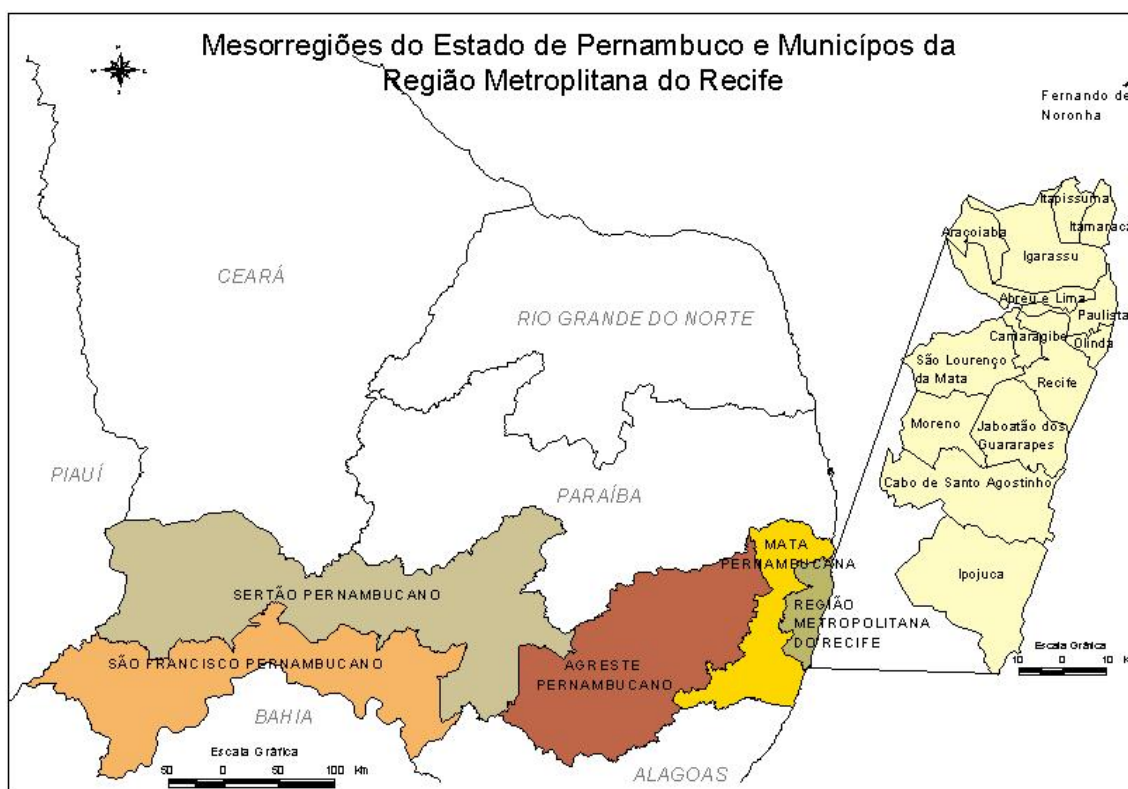 Mesorregiões do Estado de Pernambuco e Municípos da
Região Metroplitana do Recife
Fernando de
Noronha
Itapissuma
Itamaracá
Araçoiaba
Igarassu
Abreu e Lima
Paulista
Camaragibe
Olinda
São Lourenço
da Mata
Recife
Moreno
Jaboatão dos
Guararapes
Cabo de Santo Agostinho
Ipojuca
Escala Gráfica
10 0 10 K
CEARÁ
RIO GRANDE DO NORTE
PIAUÍ
PARAÍBA
MATA
PERNAMBUCANA
SERTÃO PERNAMBUCANO
REGIÃO
METROPOLITANA
DO RECIFE
SÃO FRANCISCO PERNAMBUCANO
AGRESTE
PERNAMBUCANO
BAHIA
Escala Gráfica
50 0 50 100 Km
ALAGOAS